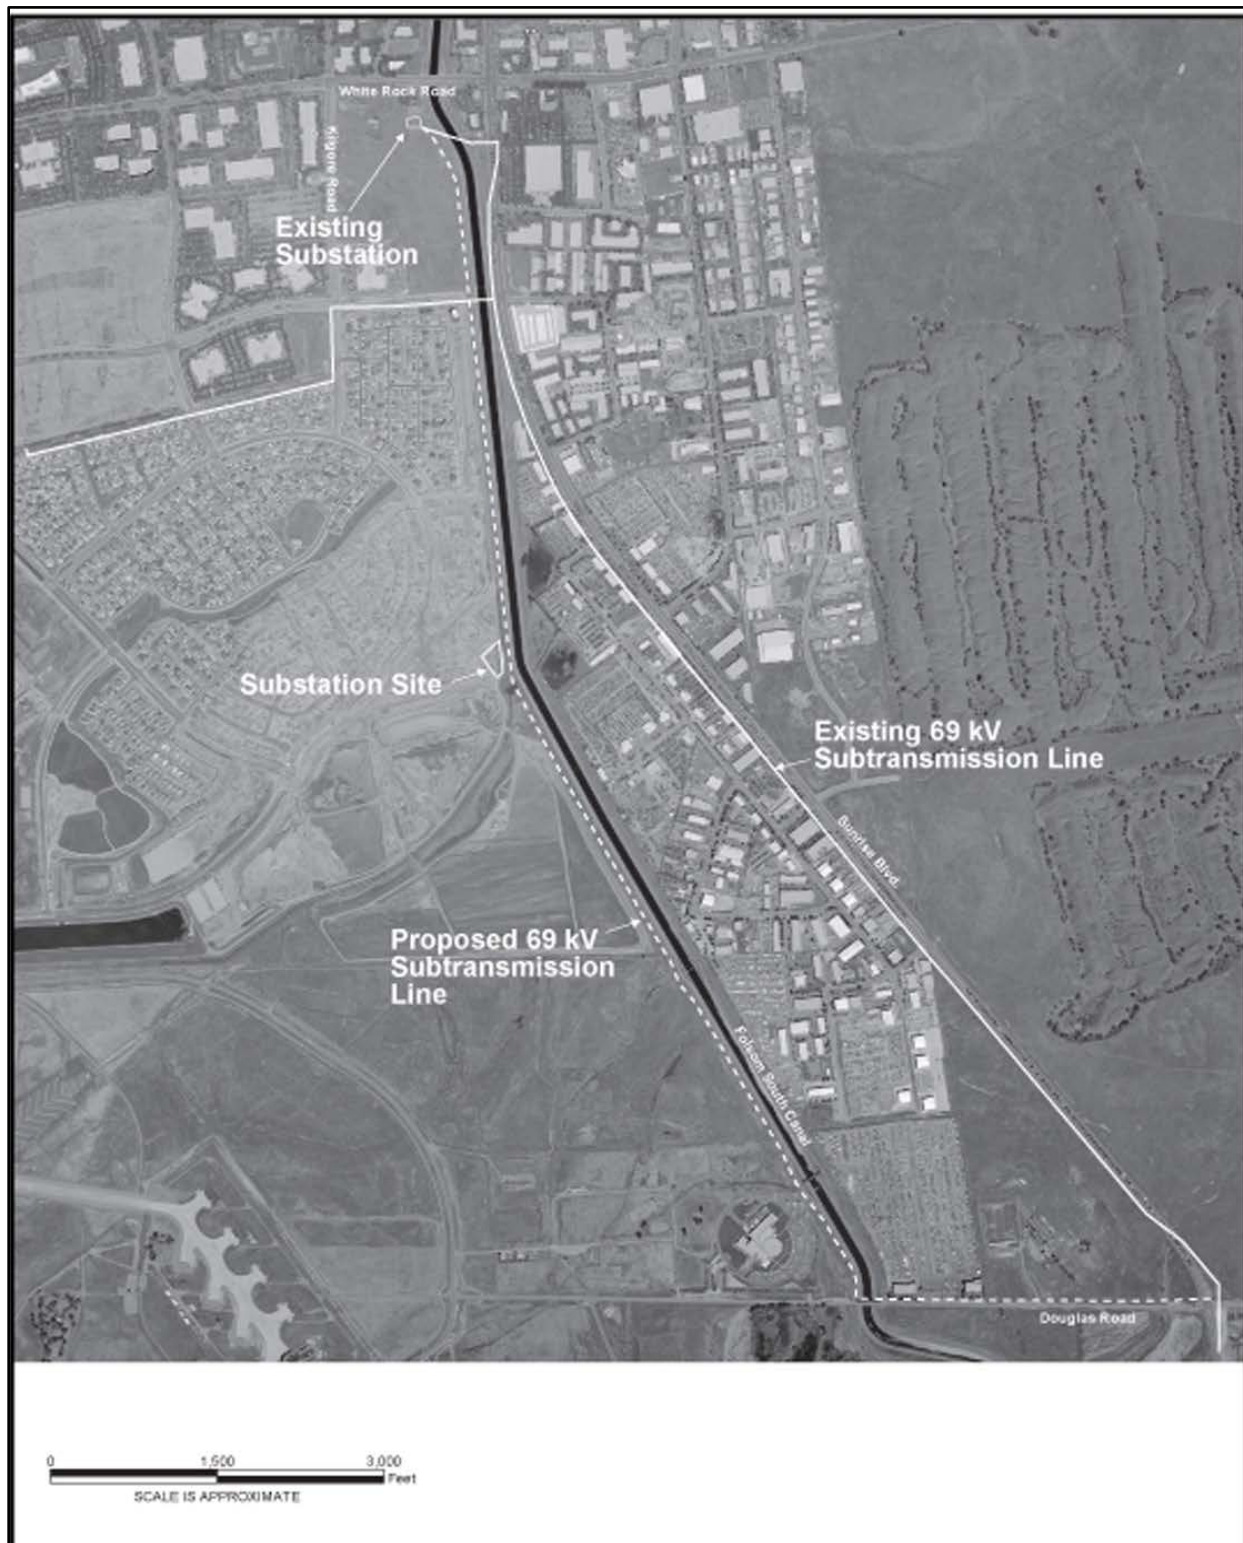 White Rock Road
Kilgore Road
Existing
Substation
Substation Site
Existing 69 kV
Subtransmission Line
Sunrise Blvd.
Proposed 69 kV
Subtransmission
Line
Folsom South Canal
Douglas Road
0 1,500 3,000
Feet
SCALE IS APPROXIMATE